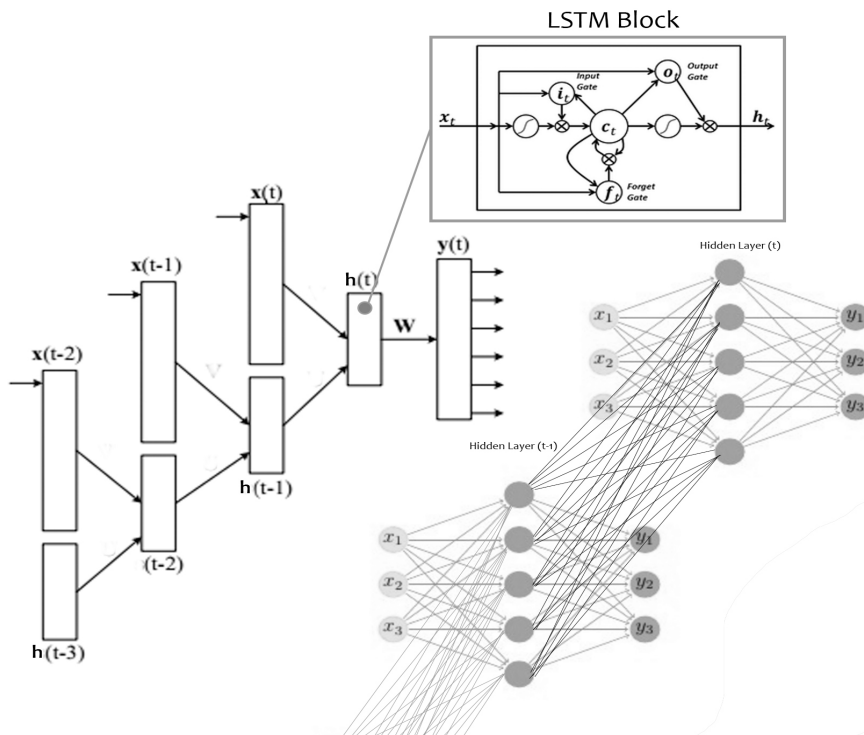 LSTM Block
Input
Gate
i_t
o_t
Output
Gate
x_t
c_t
h_t
f_t
Forget
Gate
x(t)
x(t-1)
x(t-2)
h(t)
y(t)
W
h(t-1)
(t-2)
h(t-3)
Hidden Layer (t)
x₁
x₂
x₃
y₁
y₂
y₃
Hidden Layer (t-1)
x₁
x₂
x₃
y₁
y₂
y₃